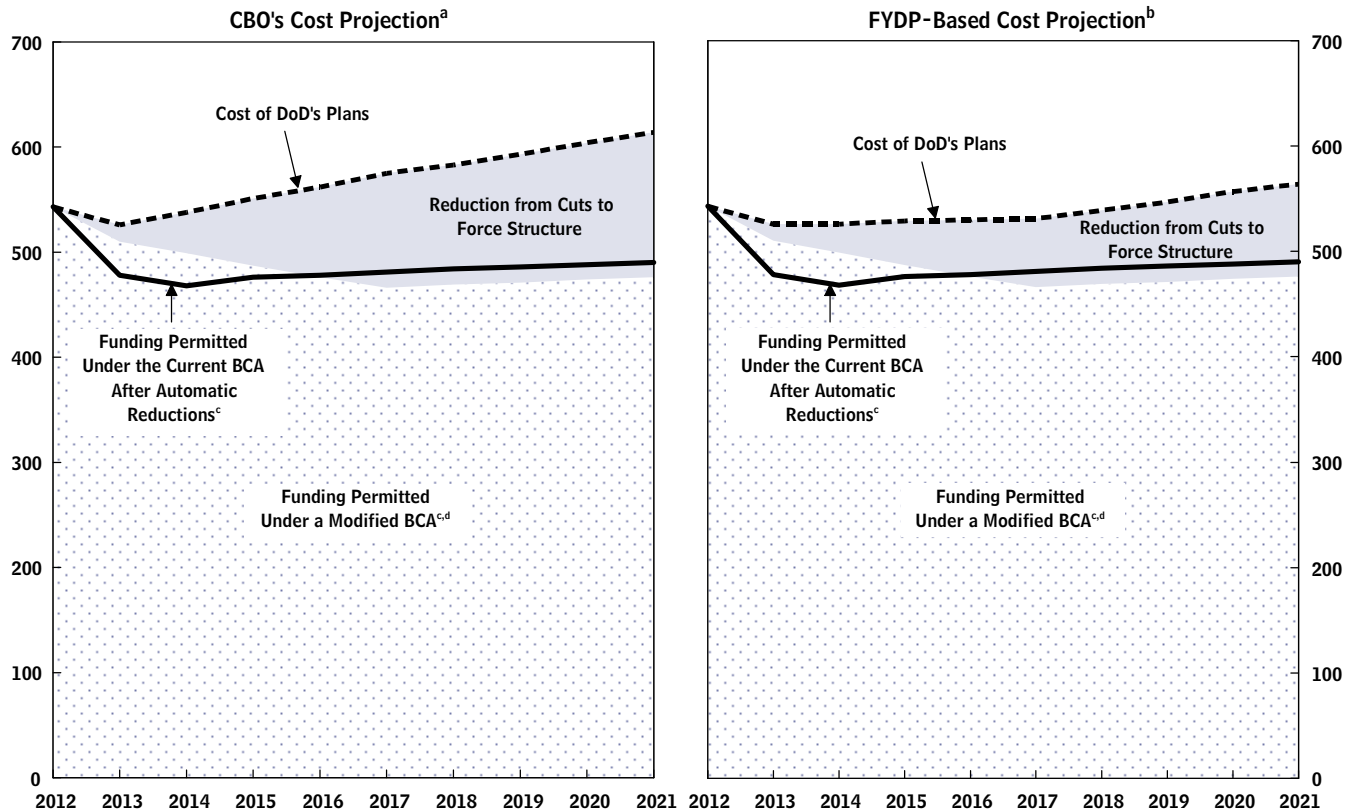 CBO's Cost Projectionᵃ
700
600
500
400
300
200
100
0
Cost of DoD's Plans
Reduction from Cuts to
Force Structure
Funding Permitted
Under the Current BCA
After Automatic
Reductionsᶜ
Funding Permitted
Under a Modified BCAᶜ,ᵈ
2012 2013 2014 2015 2016 2017 2018 2019 2020 2021
FYDP-Based Cost Projectionᵇ
Cost of DoD's Plans
Reduction from Cuts to
Force Structure
Funding Permitted
Under the Current BCA
After Automatic
Reductionsᶜ
Funding Permitted
Under a Modified BCAᶜ,ᵈ
700
600
500
400
300
200
100
0
2012 2013 2014 2015 2016 2017 2018 2019 2020 2021